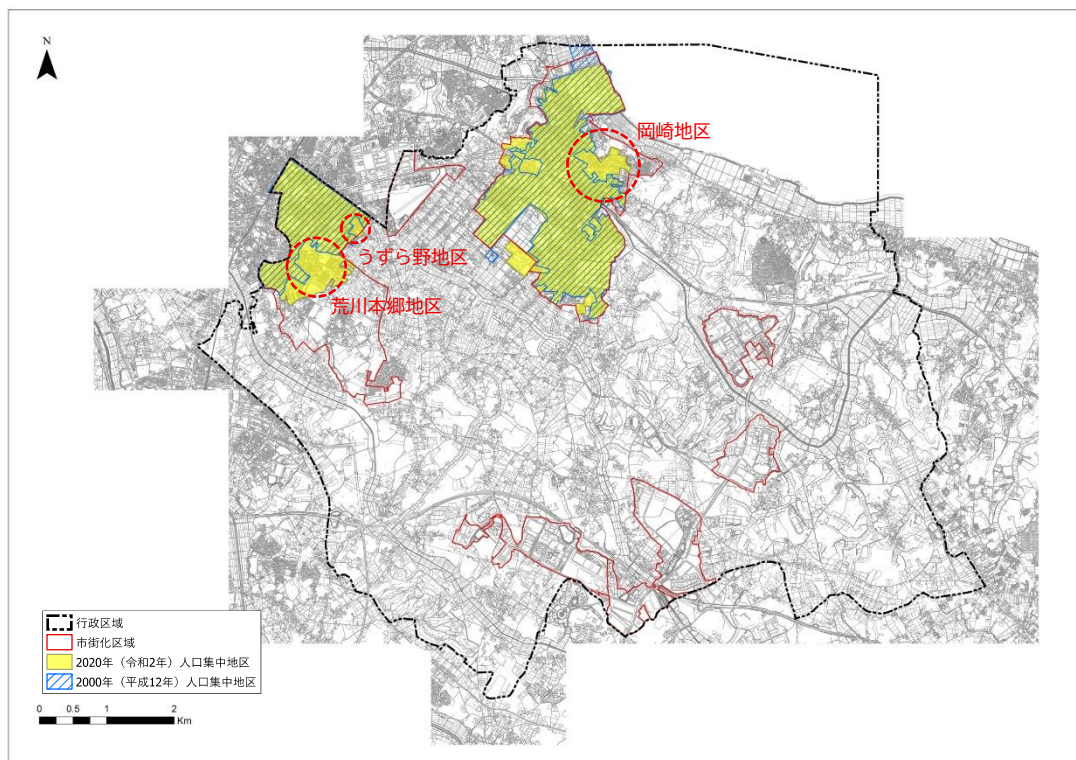 N
岡崎地区
うずら野地区
荒川本郷地区
行政区域
市街化区域
2020年（令和2年）人口集中地区
2000年（平成12年）人口集中地区
0 0.5 1 2
Km